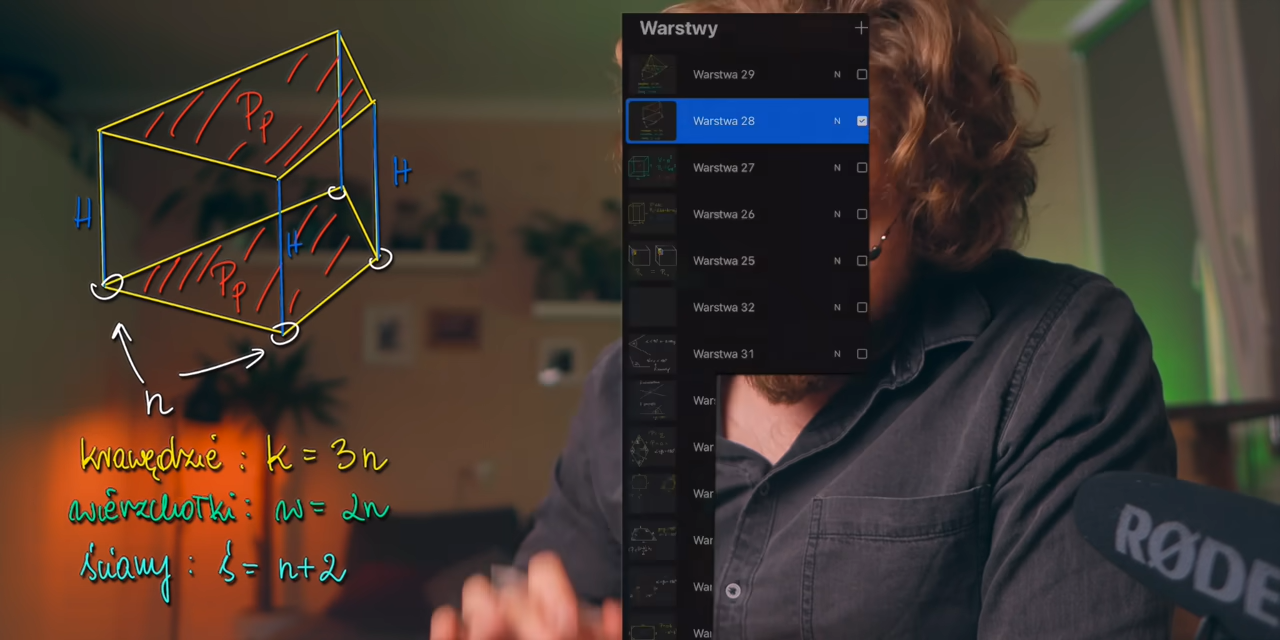 Pp
H
H
H
Pp
n
krawędzie : k = 3n
wierzchołki : w = 2n
ściany : ś = n+2
Warstwy
Warstwa 29 N
Warstwa 28 N
Warstwa 27 N
Warstwa 26 N
Warstwa 25 N
Warstwa 32 N
Warstwa 31 N
RØDE